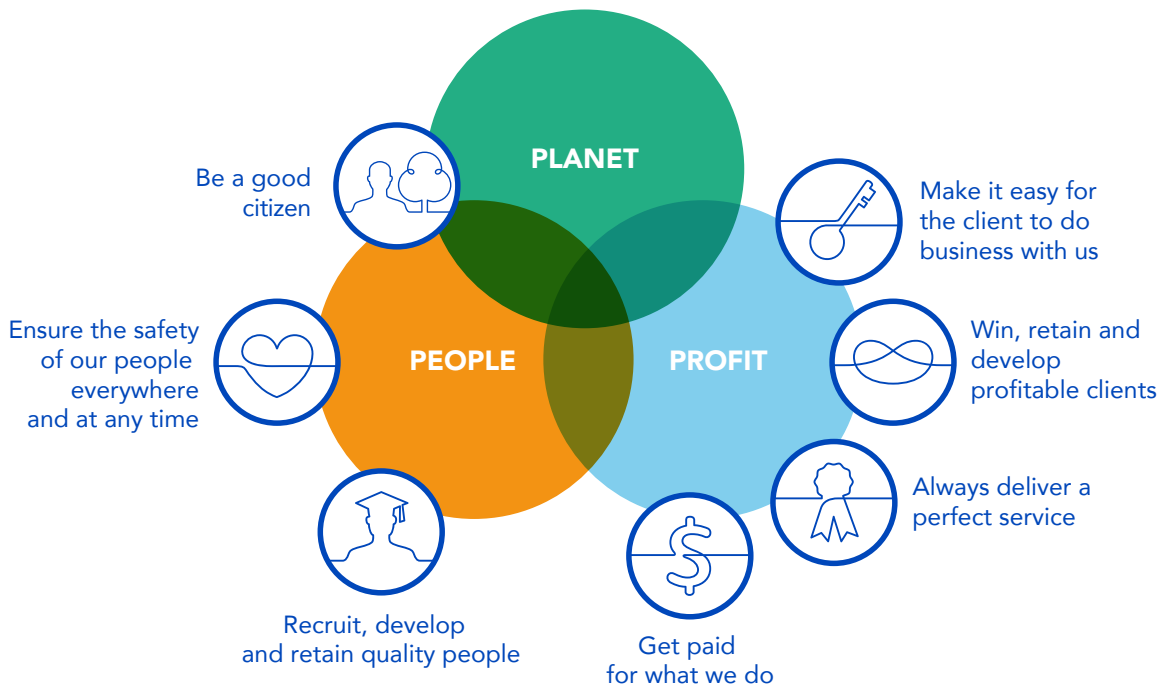 PLANET
Be a good
citizen
Make it easy for
the client to do
business with us
Ensure the safety
of our people
everywhere
and at any time
PEOPLE
PROFIT
Win, retain and
develop
profitable clients
Always deliver a
perfect service
Recruit, develop
and retain quality people
Get paid
for what we do